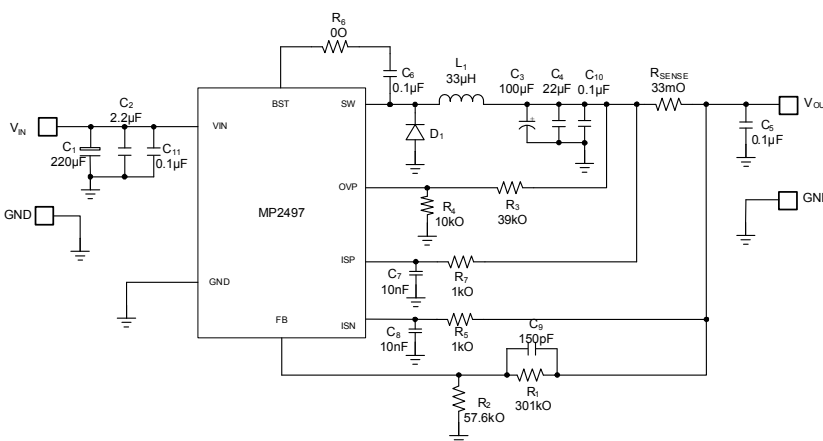 R6
0O
C6
0.1µF
L1
33µH
C3
100µF
C4
22µF
C10
0.1µF
RSENSE
33mO
BST
SW
VIN
C2
2.2µF
VIN
C1
220µF
C11
0.1µF
D1
C5
0.1µF
VOU
GND
OVP
R4
10kO
R3
39kO
GN
MP2497
ISP
C7
10nF
R7
1kO
GND
FB
ISN
C8
10nF
R5
1kO
C9
150pF
R2
57.6kO
R1
301kO